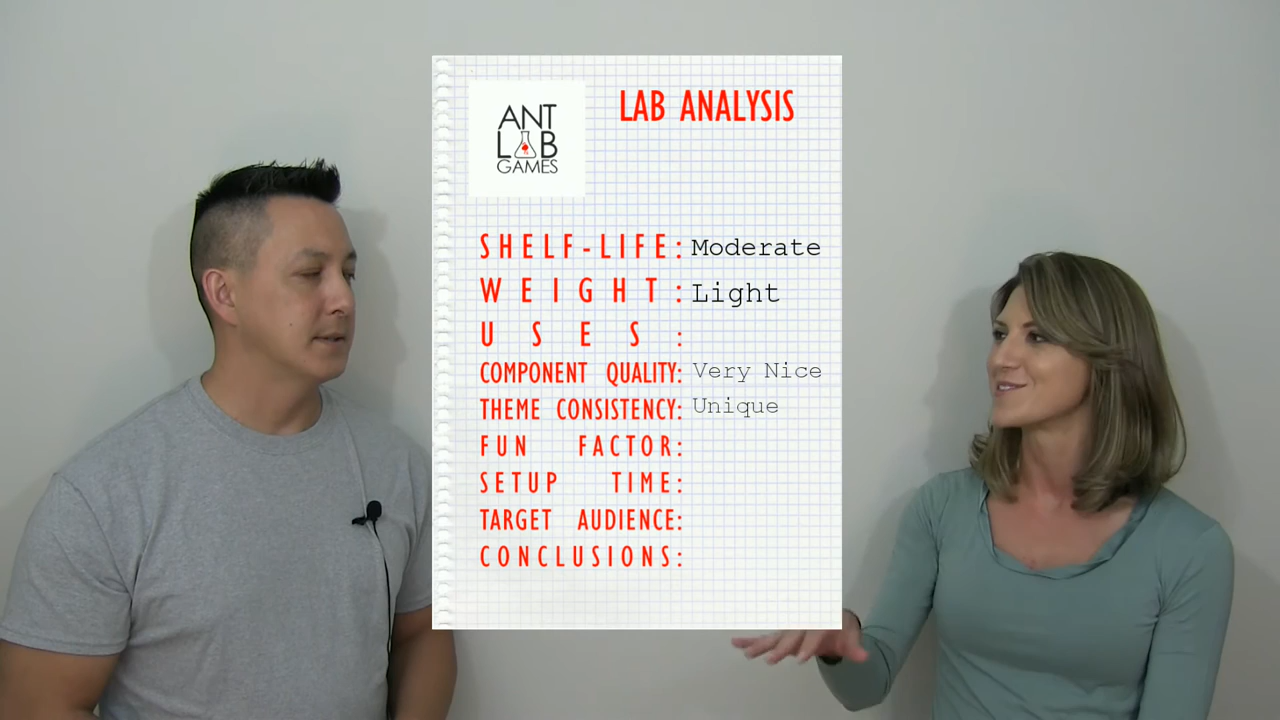 ANT
LAB
GAMES
LAB ANALYSIS
SHELF-LIFE: Moderate
WEIGHT: Light
USES:
COMPONENT QUALITY: Very Nice
THEME CONSISTENCY: Unique
FUN FACTOR:
SETUP TIME:
TARGET AUDIENCE:
CONCLUSIONS: